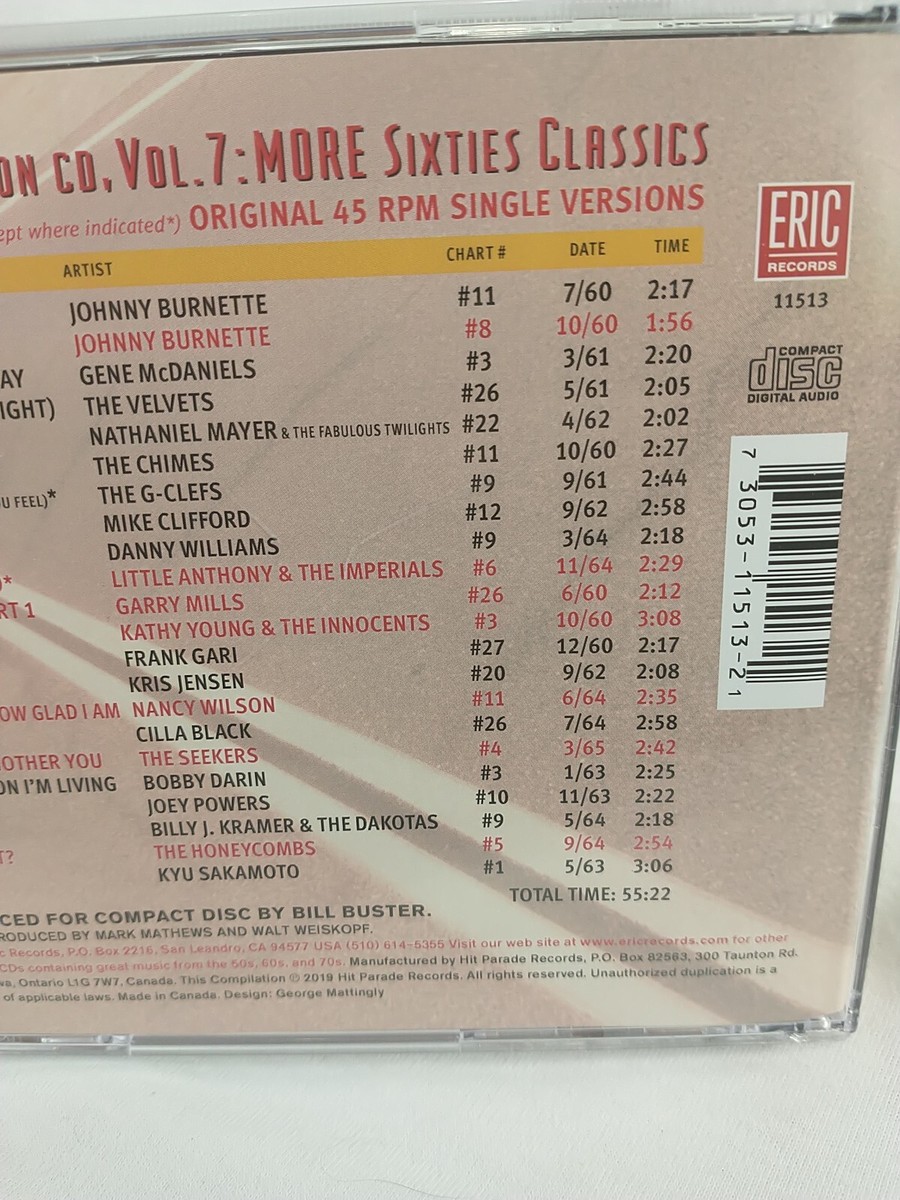 ON CD, VOL. 7: MORE SIXTIES CLASSICS
ept where indicated*) ORIGINAL 45 RPM SINGLE VERSIONS
ARTIST CHART # DATE TIME
JOHNNY BURNETTE #11 7/60 2:17
JOHNNY BURNETTE #8 10/60 1:56
AY GENE McDANIELS #3 3/61 2:20
IGHT) THE VELVETS #26 5/61 2:05
NATHANIEL MAYER & THE FABULOUS TWILIGHTS #22 4/62 2:02
THE CHIMES #11 10/60 2:27
U FEEL)* THE G-CLEFS #9 9/61 2:44
MIKE CLIFFORD #12 9/62 2:58
DANNY WILLIAMS #9 3/64 2:18
)* LITTLE ANTHONY & THE IMPERIALS #6 11/64 2:29
RT 1 GARRY MILLS #26 6/60 2:12
KATHY YOUNG & THE INNOCENTS #3 10/60 3:08
FRANK GARI #27 12/60 2:17
KRIS JENSEN #20 9/62 2:08
OW GLAD I AM NANCY WILSON #11 6/64 2:35
CILLA BLACK #26 7/64 2:58
OTHER YOU THE SEEKERS #4 3/65 2:42
ON I'M LIVING BOBBY DARIN #3 1/63 2:25
JOEY POWERS #10 11/63 2:22
BILLY J. KRAMER & THE DAKOTAS #9 5/64 2:18
T? THE HONEYCOMBS #5 9/64 2:54
KYU SAKAMOTO #1 5/63 3:06
TOTAL TIME: 55:22
CED FOR COMPACT DISC BY BILL BUSTER.
RODUCED BY MARK MATHEWS AND WALT WEISKOPF.
c Records, P.O. Box 2216, San Leandro, CA 94577 USA (510) 614-5355 Visit our web site at www.ericrecords.com for other
CDs containing great music from the 50s, 60s, and 70s. Manufactured by Hit Parade Records, P.O. Box 82563, 300 Taunton Rd.
wa, Ontario L1G 7W7, Canada. This Compilation Ⓟ 2019 Hit Parade Records. All rights reserved. Unauthorized duplication is a
of applicable laws. Made in Canada. Design: George Mattingly
ERIC
RECORDS
11513
COMPACT
disc
DIGITAL AUDIO
7 3053-11513-2 1